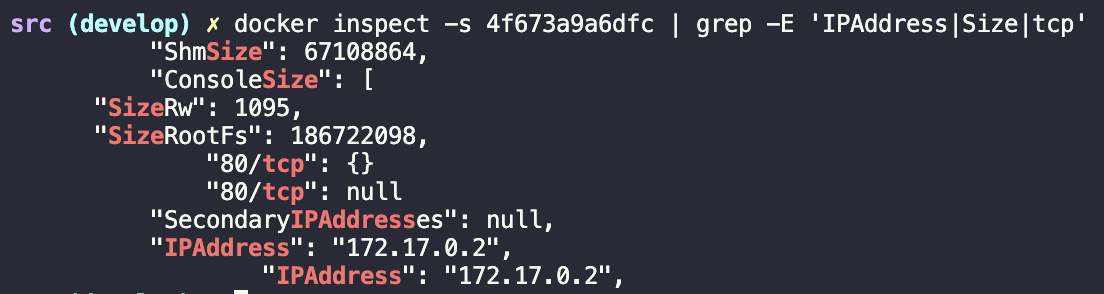 src (develop) ✗ docker inspect -s 4f673a9a6dfc | grep -E 'IPAddress|Size|tcp'
"ShmSize": 67108864,
"ConsoleSize": [
"SizeRw": 1095,
"SizeRootFs": 186722098,
"80/tcp": {}
"80/tcp": null
"SecondaryIPAddresses": null,
"IPAddress": "172.17.0.2",
"IPAddress": "172.17.0.2",